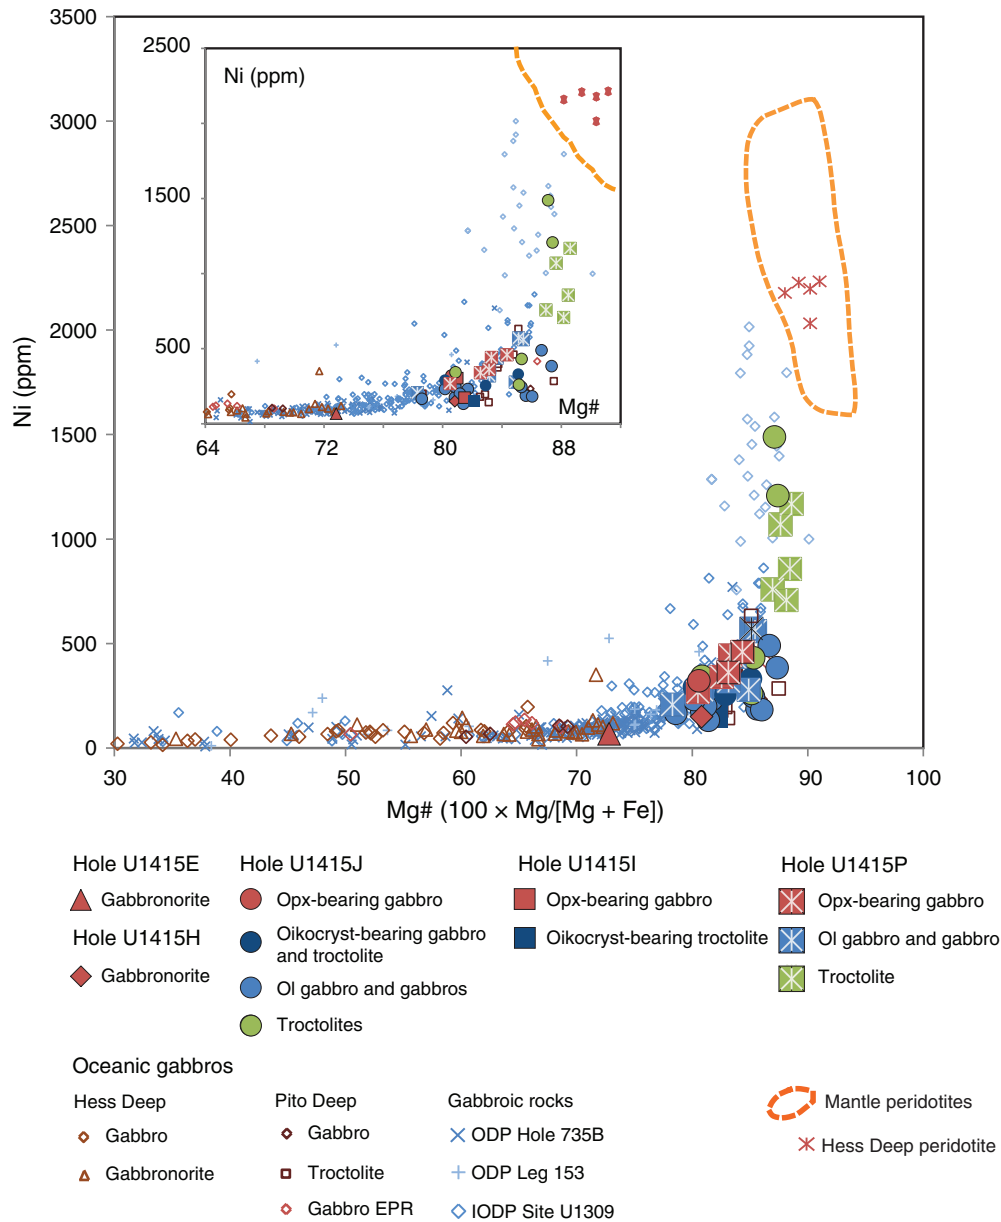 3500
3000
2500
2000
1500
1000
500
0
Ni (ppm)
2500
1500
500
Ni (ppm)
Mg#
64 72 80 88
30 40 50 60 70 80 90 100
Mg# (100 × Mg/[Mg + Fe])
Hole U1415E
Gabbronorite
Hole U1415H
Gabbronorite
Hole U1415J
Opx-bearing gabbro
Oikocryst-bearing gabbro
and troctolite
Ol gabbro and gabbros
Troctolites
Hole U1415I
Opx-bearing gabbro
Oikocryst-bearing troctolite
Hole U1415P
Opx-bearing gabbro
Ol gabbro and gabbro
Troctolite
Oceanic gabbros
Hess Deep
Gabbro
Gabbronorite
Pito Deep
Gabbro
Troctolite
Gabbro EPR
Gabbroic rocks
ODP Hole 735B
ODP Leg 153
IODP Site U1309
Mantle peridotites
Hess Deep peridotite